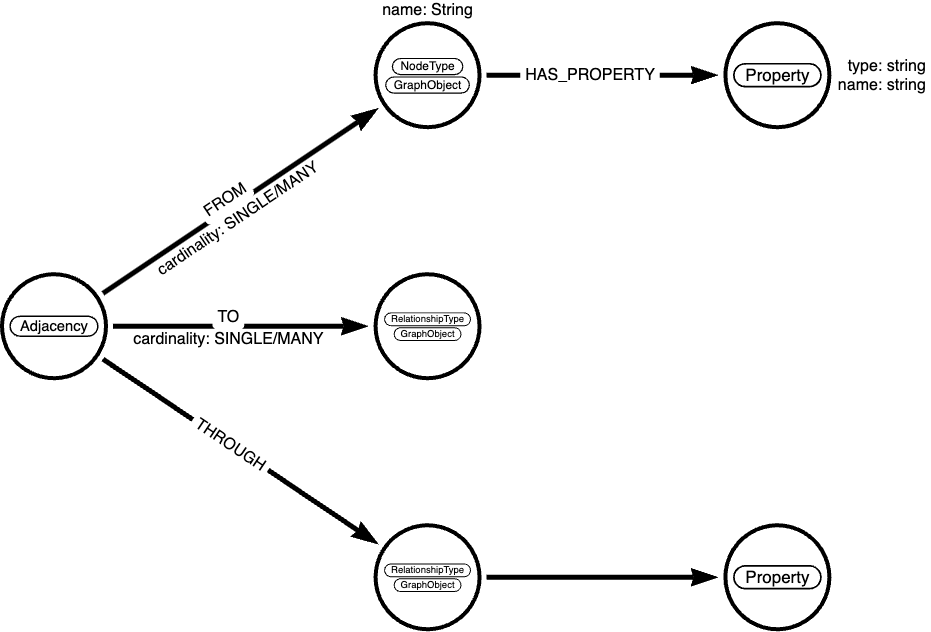 name: String
NodeType
GraphObject
HAS_PROPERTY
Property
type: string
name: string
FROM
cardinality: SINGLE/MANY
Adjacency
TO
cardinality: SINGLE/MANY
RelationshipType
GraphObject
THROUGH
RelationshipType
GraphObject
Property